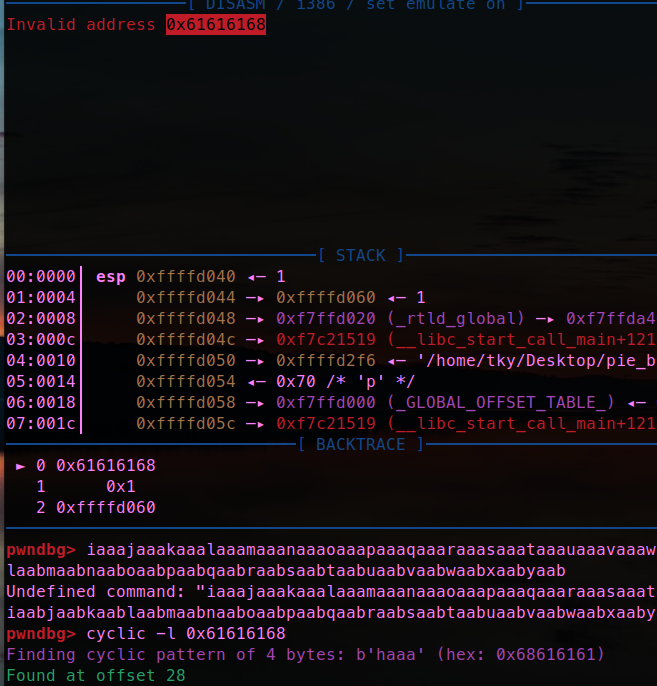 [ DISASM / i386 / set emulate on ]
Invalid address 0x61616168
[ STACK ]
00:0000│ esp 0xffffd040 ◂— 1
01:0004│ 0xffffd044 —▸ 0xffffd060 ◂— 1
02:0008│ 0xffffd048 —▸ 0xf7ffd020 (_rtld_global) —▸ 0xf7ffda4
03:000c│ 0xffffd04c —▸ 0xf7c21519 (__libc_start_call_main+121
04:0010│ 0xffffd050 —▸ 0xffffd2f6 ◂— '/home/tky/Desktop/pie_b
05:0014│ 0xffffd054 ◂— 0x70 /* 'p' */
06:0018│ 0xffffd058 —▸ 0xf7ffd000 (_GLOBAL_OFFSET_TABLE_) ◂—
07:001c│ 0xffffd05c —▸ 0xf7c21519 (__libc_start_call_main+121
[ BACKTRACE ]
► 0 0x61616168
1 0x1
2 0xffffd060
pwndbg> iaaajaaakaaalaaamaaanaaaoaaapaaaqaaaraaasaaataaauaaavaaaw
laabmaabnaaboaabpaabqaabraabsaabtaabuaabvaabwaabxaabyaab
Undefined command: "iaaajaaakaaalaaamaaanaaaoaaapaaaqaaaraaasaaat
iaabjaabkaablaabmaabnaaboaabpaabqaabraabsaabtaabuaabvaabwaabxaaby
pwndbg> cyclic -l 0x61616168
Finding cyclic pattern of 4 bytes: b'haaa' (hex: 0x68616161)
Found at offset 28